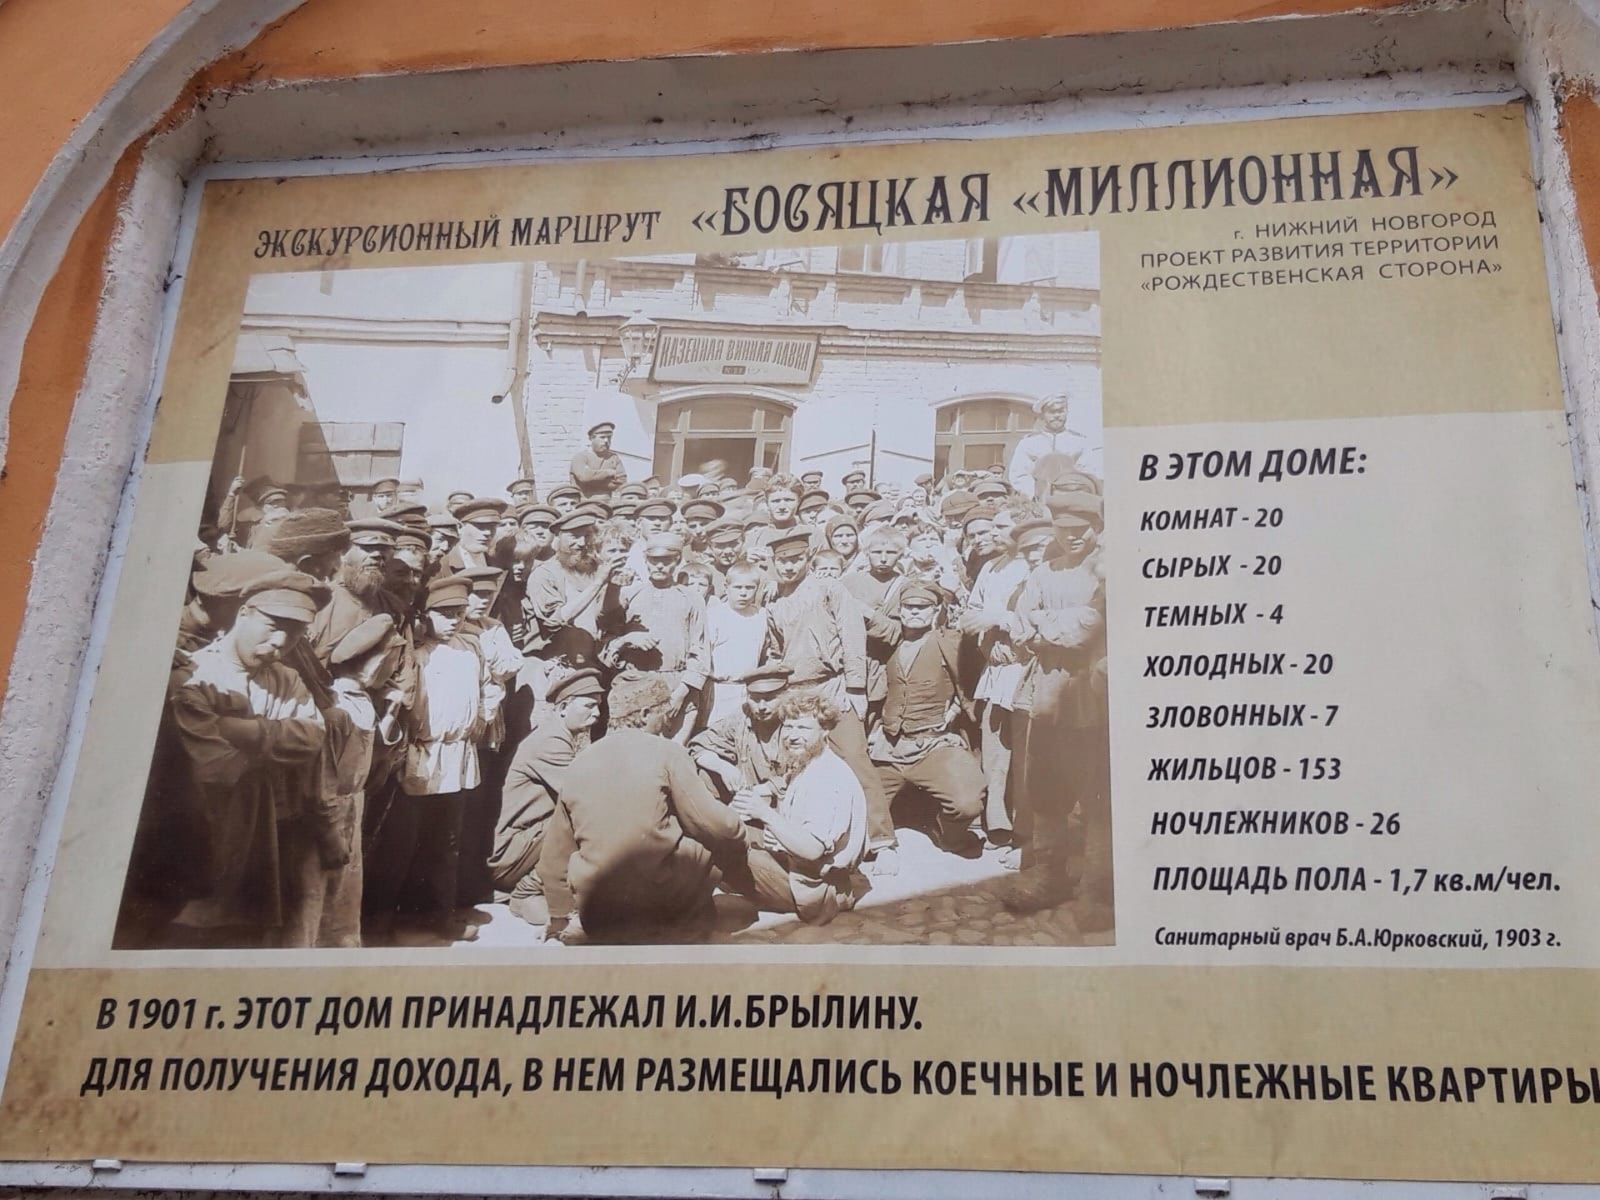 ЭКСКУРСИОННЫЙ МАРШРУТ «БОСЯЦКАЯ «МИЛЛИОННАЯ»
г. НИЖНИЙ НОВГОРОД
ПРОЕКТ РАЗВИТИЯ ТЕРРИТОРИИ
«РОЖДЕСТВЕНСКАЯ СТОРОНА»
КАЗЕННАЯ ВИННАЯ ЛАВКА
В ЭТОМ ДОМЕ:
КОМНАТ - 20
СЫРЫХ - 20
ТЕМНЫХ - 4
ХОЛОДНЫХ - 20
ЗЛОВОННЫХ - 7
ЖИЛЬЦОВ - 153
НОЧЛЕЖНИКОВ - 26
ПЛОЩАДЬ ПОЛА - 1,7 кв.м/чел.
Санитарный врач Б.А.Юрковский, 1903 г.
В 1901 г. ЭТОТ ДОМ ПРИНАДЛЕЖАЛ И.И.БРЫЛИНУ.
ДЛЯ ПОЛУЧЕНИЯ ДОХОДА, В НЕМ РАЗМЕЩАЛИСЬ КОЕЧНЫЕ И НОЧЛЕЖНЫЕ КВАРТИРЫ